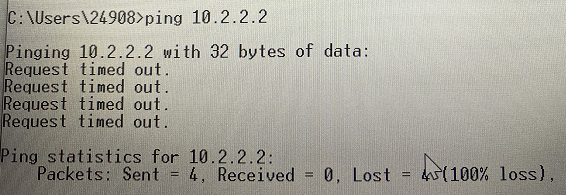 C:\Users\24908>ping 10.2.2.2
Pinging 10.2.2.2 with 32 bytes of data:
Request timed out.
Request timed out.
Request timed out.
Request timed out.
Ping statistics for 10.2.2.2:
Packets: Sent = 4, Received = 0, Lost = 4 (100% loss),